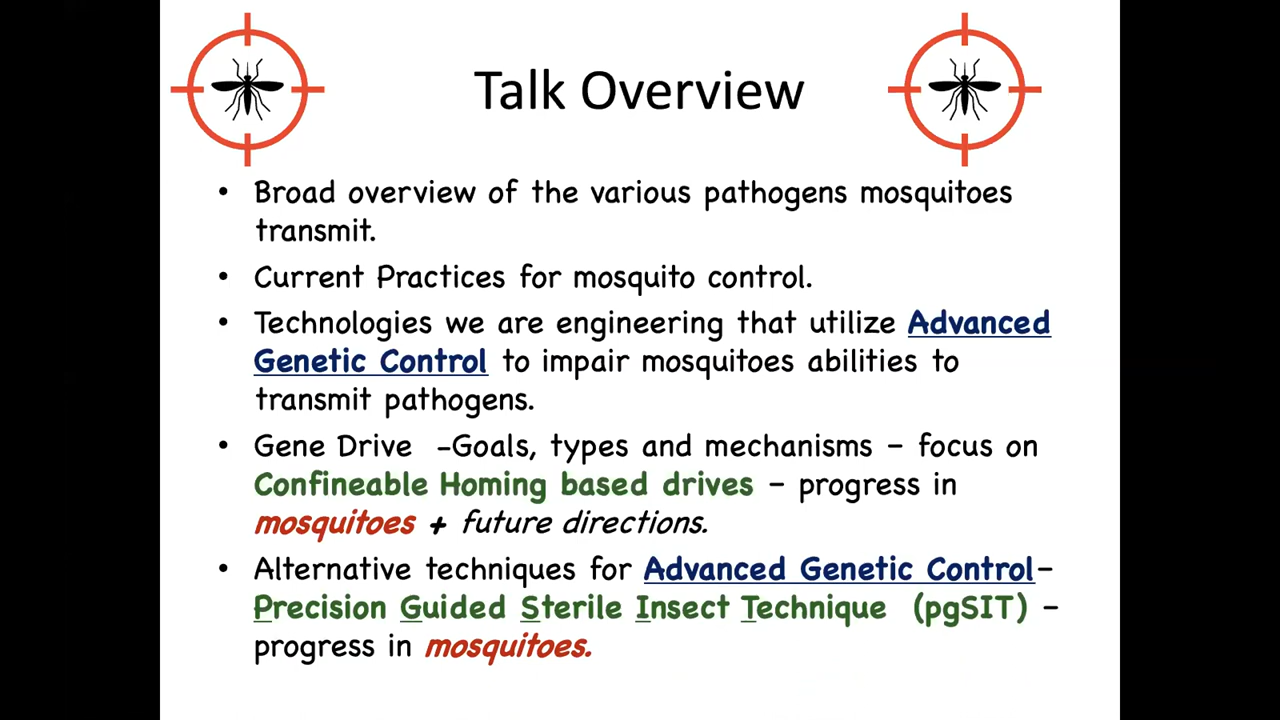 Talk Overview
• Broad overview of the various pathogens mosquitoes
transmit.
• Current Practices for mosquito control.
• Technologies we are engineering that utilize Advanced
Genetic Control to impair mosquitoes abilities to
transmit pathogens.
• Gene Drive -Goals, types and mechanisms – focus on
Confineable Homing based drives – progress in
mosquitoes + future directions.
• Alternative techniques for Advanced Genetic Control–
Precision Guided Sterile Insect Technique (pgSIT) –
progress in mosquitoes.